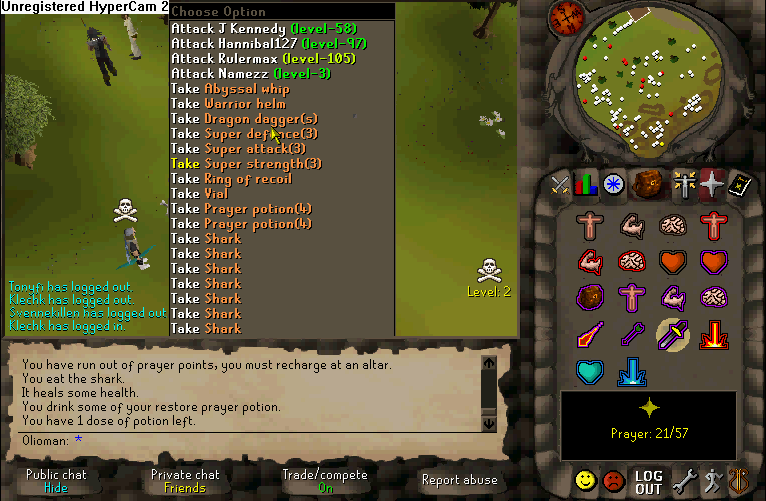 Unregistered HyperCam 2
Choose Option
Attack J Kennedy (level-58)
Attack Hannibal127 (level-97)
Attack Rulermax (level-105)
Attack Namezz (level-3)
Take Abyssal whip
Take Warrior helm
Take Dragon dagger(s)
Take Super defence(3)
Take Super attack(3)
Take Super strength(3)
Take Ring of recoil
Take Vial
Take Prayer potion(4)
Take Prayer potion(4)
Take Shark
Take Shark
Take Shark
Take Shark
Take Shark
Take Shark
Take Shark
Level: 2
Tonyfi has logged out.
Klechk has logged out.
Svennekillen has logged out
Klechk has logged in.
You have run out of prayer points, you must recharge at an altar.
You eat the shark.
It heals some health.
You drink some of your restore prayer potion.
You have 1 dose of potion left.
Olioman: *
Prayer: 21/57
Public chat
Hide
Private chat
Friends
Trade/compete
On
Report abuse
LOG
OUT